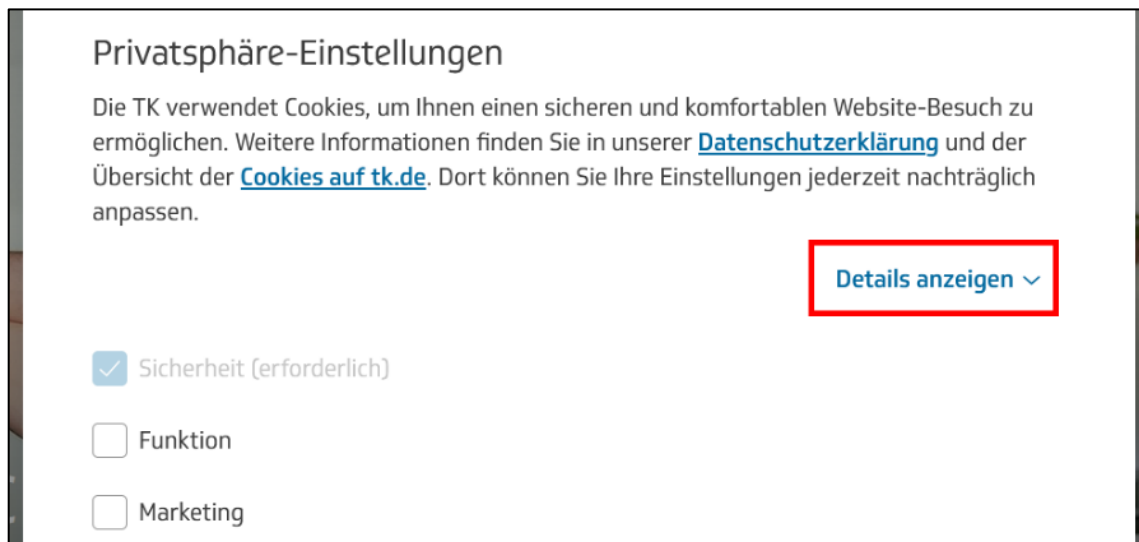 Privatsphäre-Einstellungen
Die TK verwendet Cookies, um Ihnen einen sicheren und komfortablen Website-Besuch zu
ermöglichen. Weitere Informationen finden Sie in unserer Datenschutzerklärung und der
Übersicht der Cookies auf tk.de. Dort können Sie Ihre Einstellungen jederzeit nachträglich
anpassen.
Details anzeigen
Sicherheit (erforderlich)
Funktion
Marketing